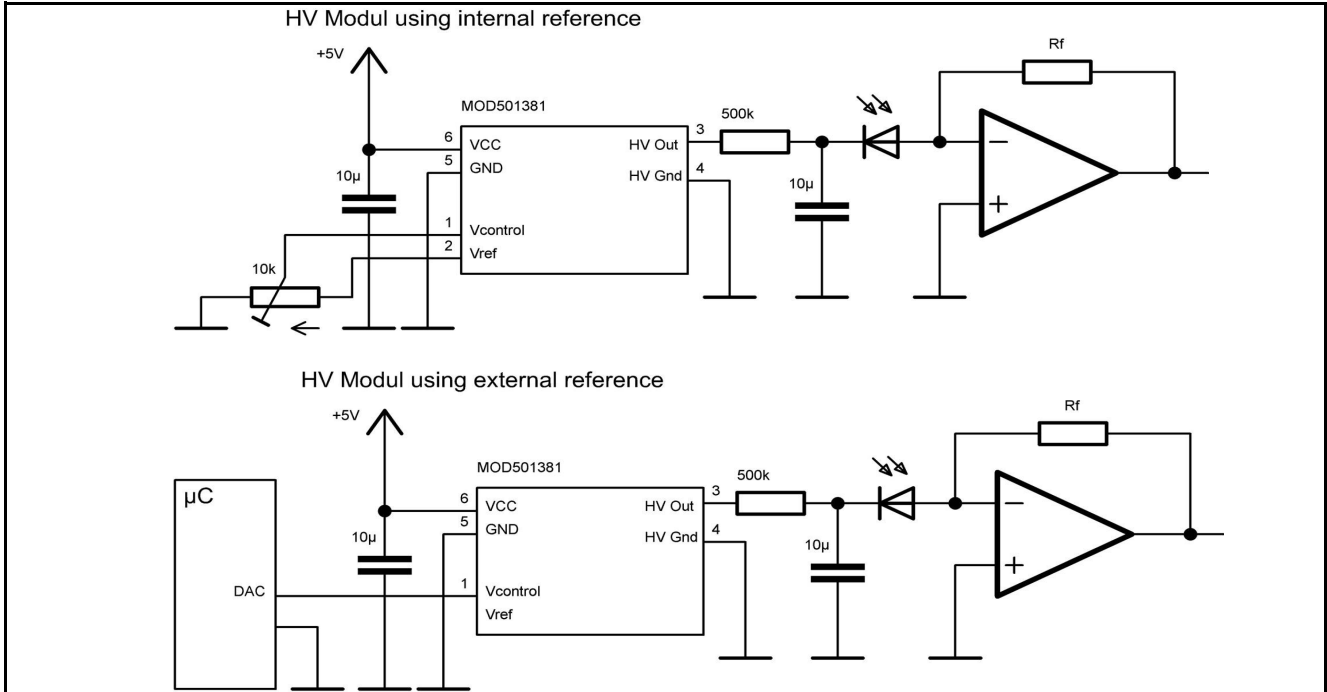 HV Modul using internal reference
+5V
Rf
MOD501381
500k
6
VCC
HV Out
3
5
GND
HV Gnd
4
10µ
10µ
1
Vcontrol
2
Vref
10k
−
+
HV Modul using external reference
+5V
Rf
MOD501381
500k
µC
6
VCC
HV Out
3
5
GND
HV Gnd
4
10µ
10µ
DAC
1
Vcontrol
Vref
−
+